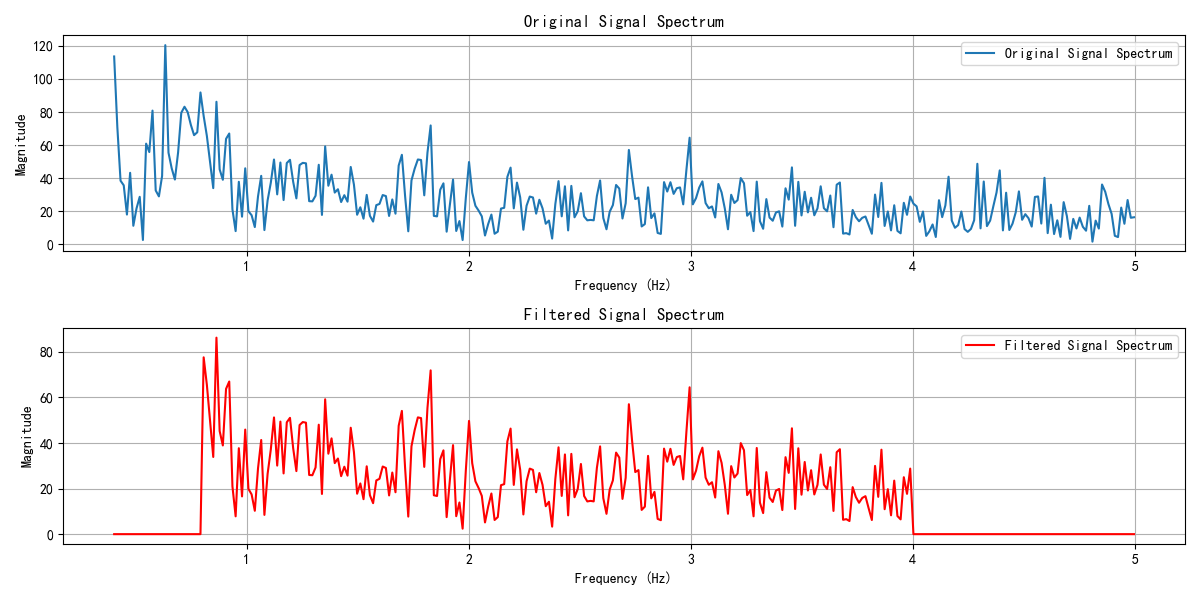 Original Signal Spectrum
120
100
80
60
40
20
0
Magnitude
Original Signal Spectrum
1 2 3 4 5
Frequency (Hz)
Filtered Signal Spectrum
80
60
40
20
0
Magnitude
Filtered Signal Spectrum
1 2 3 4 5
Frequency (Hz)